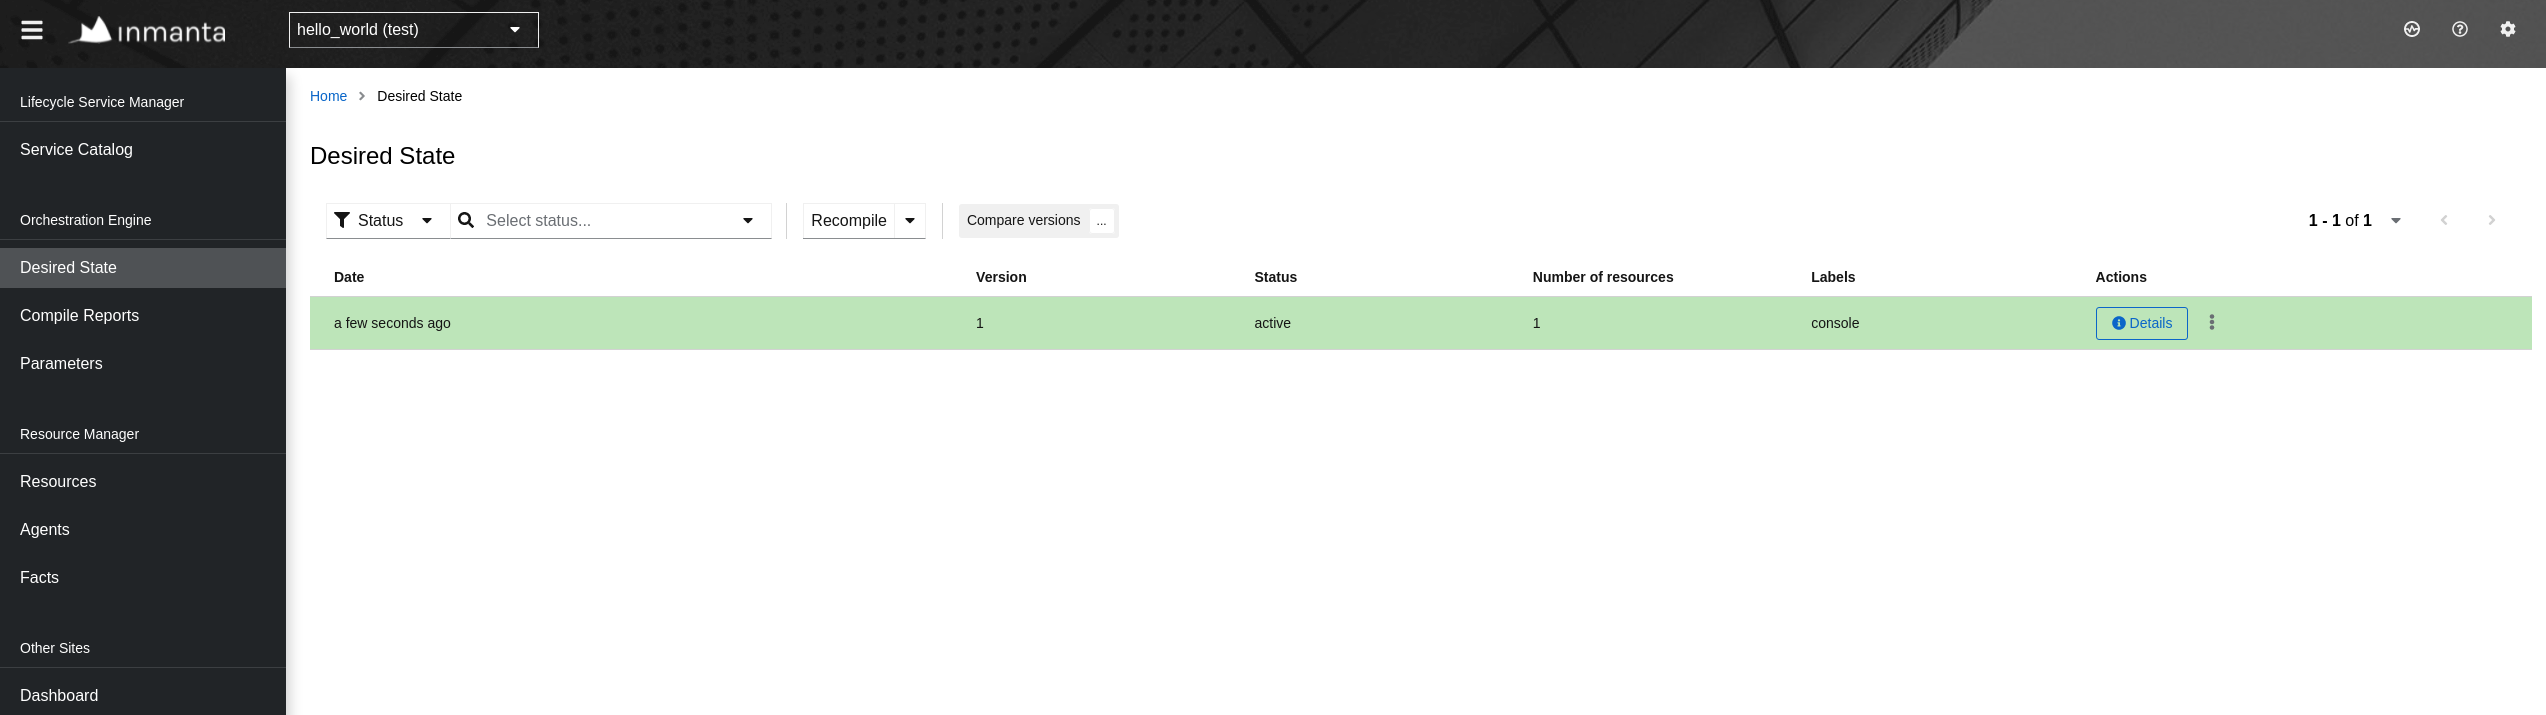 inmanta
hello_world (test)
Lifecycle Service Manager
Service Catalog
Orchestration Engine
Desired State
Compile Reports
Parameters
Resource Manager
Resources
Agents
Facts
Other Sites
Dashboard
Home > Desired State
Desired State
Status Select status... Recompile Compare versions ... 1 - 1 of 1
Date Version Status Number of resources Labels Actions
a few seconds ago 1 active 1 console Details